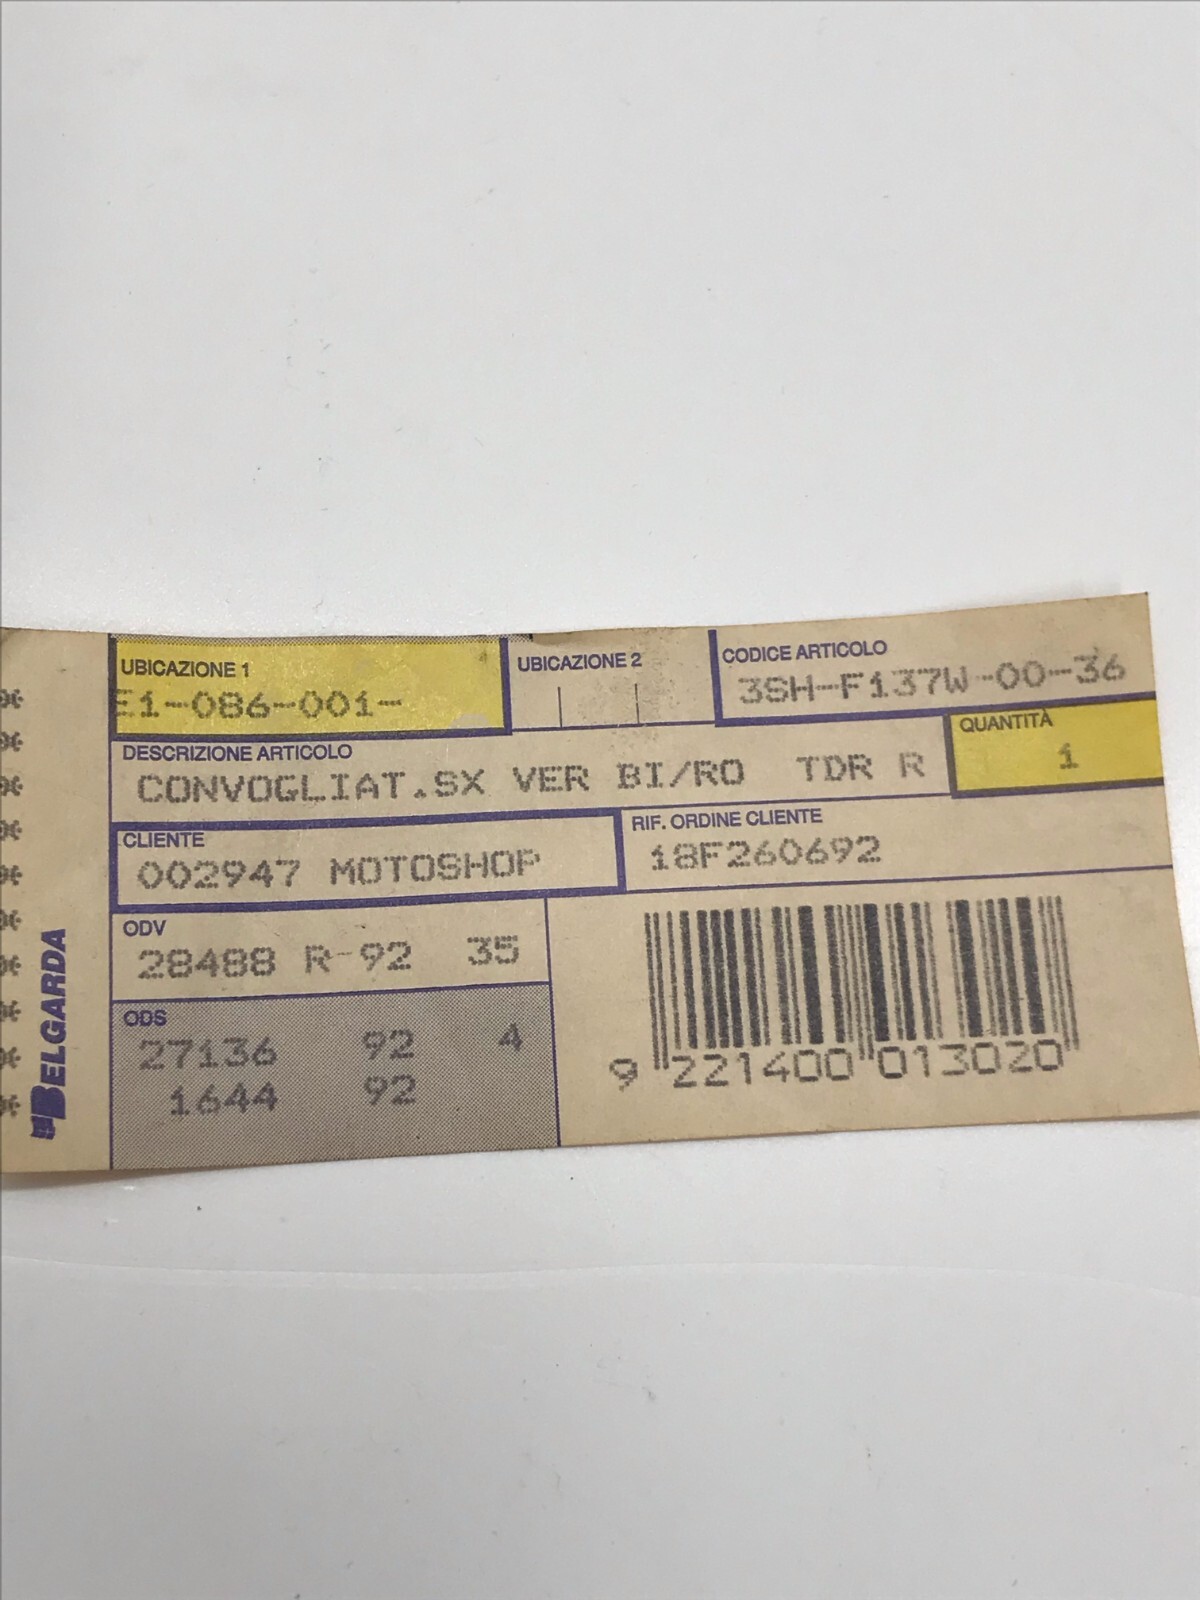 UBICAZIONE 1
E1-086-001-
UBICAZIONE 2
CODICE ARTICOLO
3SH-F137W-00-36
DESCRIZIONE ARTICOLO
CONVOGLIAT.SX VER BI/RO TDR R
QUANTITÀ
1
CLIENTE
002947 MOTOSHOP
RIF. ORDINE CLIENTE
18F260692
ODV
28488 R-92 35
ODS
27136 92 4
1644 92
9 221400 013020
BELGARDA